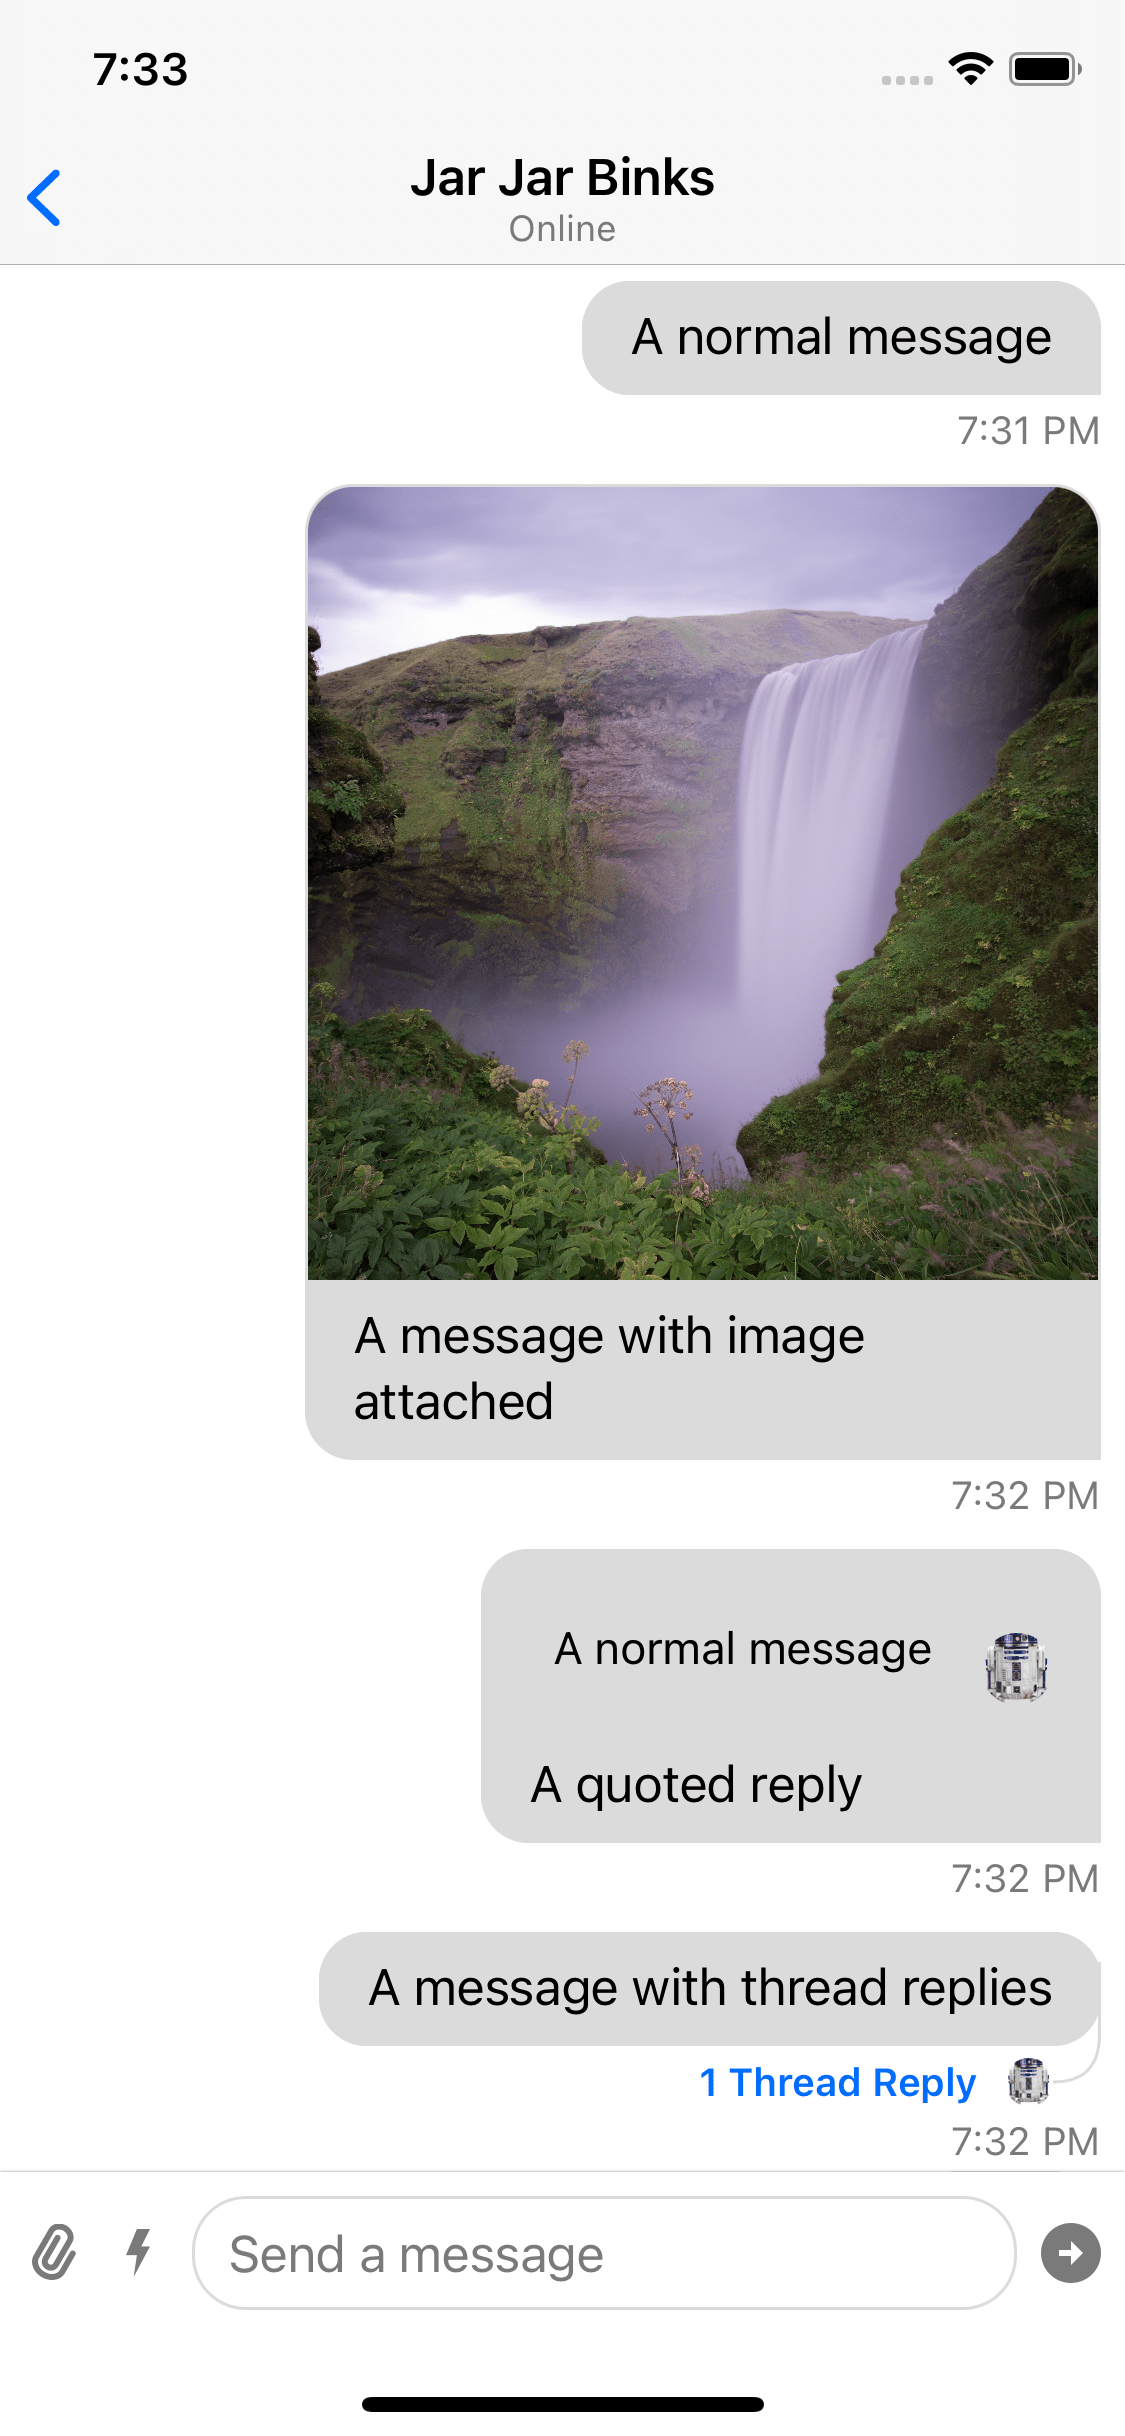 7:33
Jar Jar Binks
Online
A normal message
7:31 PM
A message with image
attached
7:32 PM
A normal message
A quoted reply
7:32 PM
A message with thread replies
1 Thread Reply
7:32 PM
Send a message